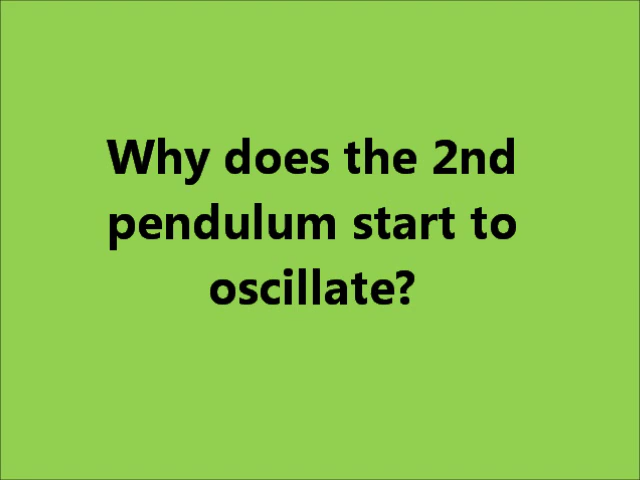 Why does the 2nd
pendulum start to
oscillate?